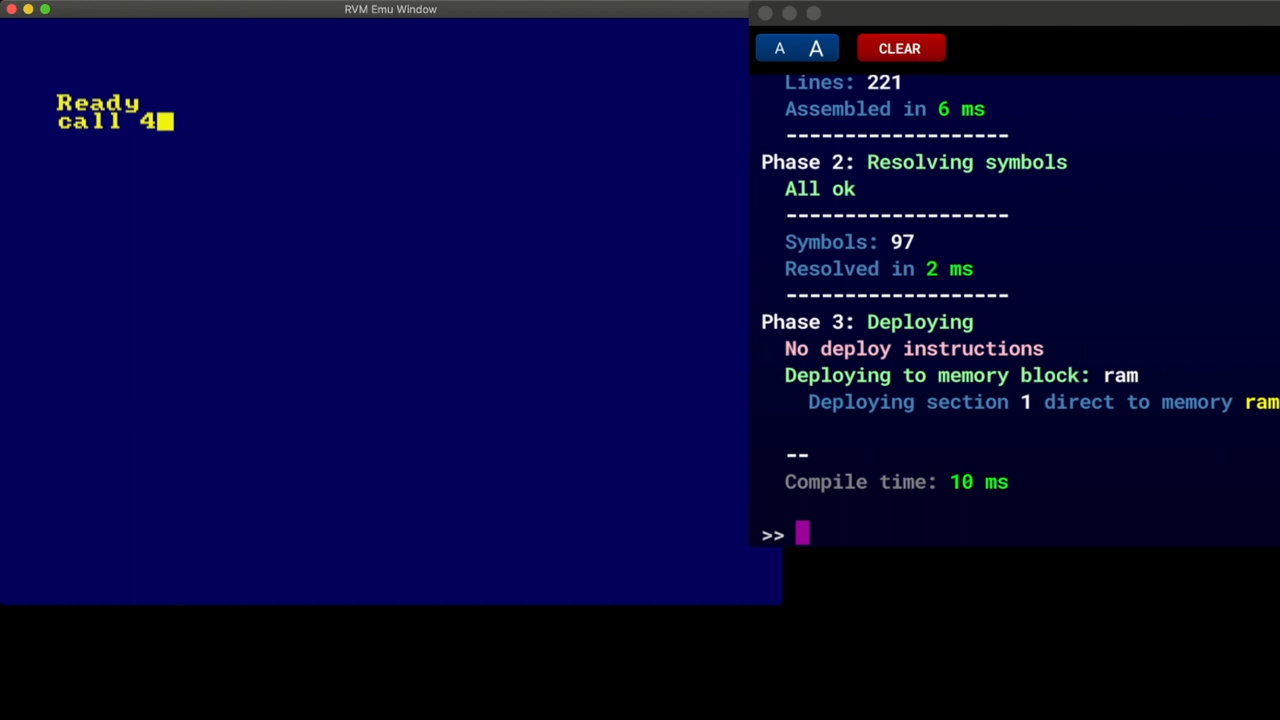 RVM Emu Window
Ready
call 4
A A CLEAR
Lines: 221
Assembled in 6 ms
-------------------
Phase 2: Resolving symbols
All ok
-------------------
Symbols: 97
Resolved in 2 ms
-------------------
Phase 3: Deploying
No deploy instructions
Deploying to memory block: ram
Deploying section 1 direct to memory ram
--
Compile time: 10 ms
>>